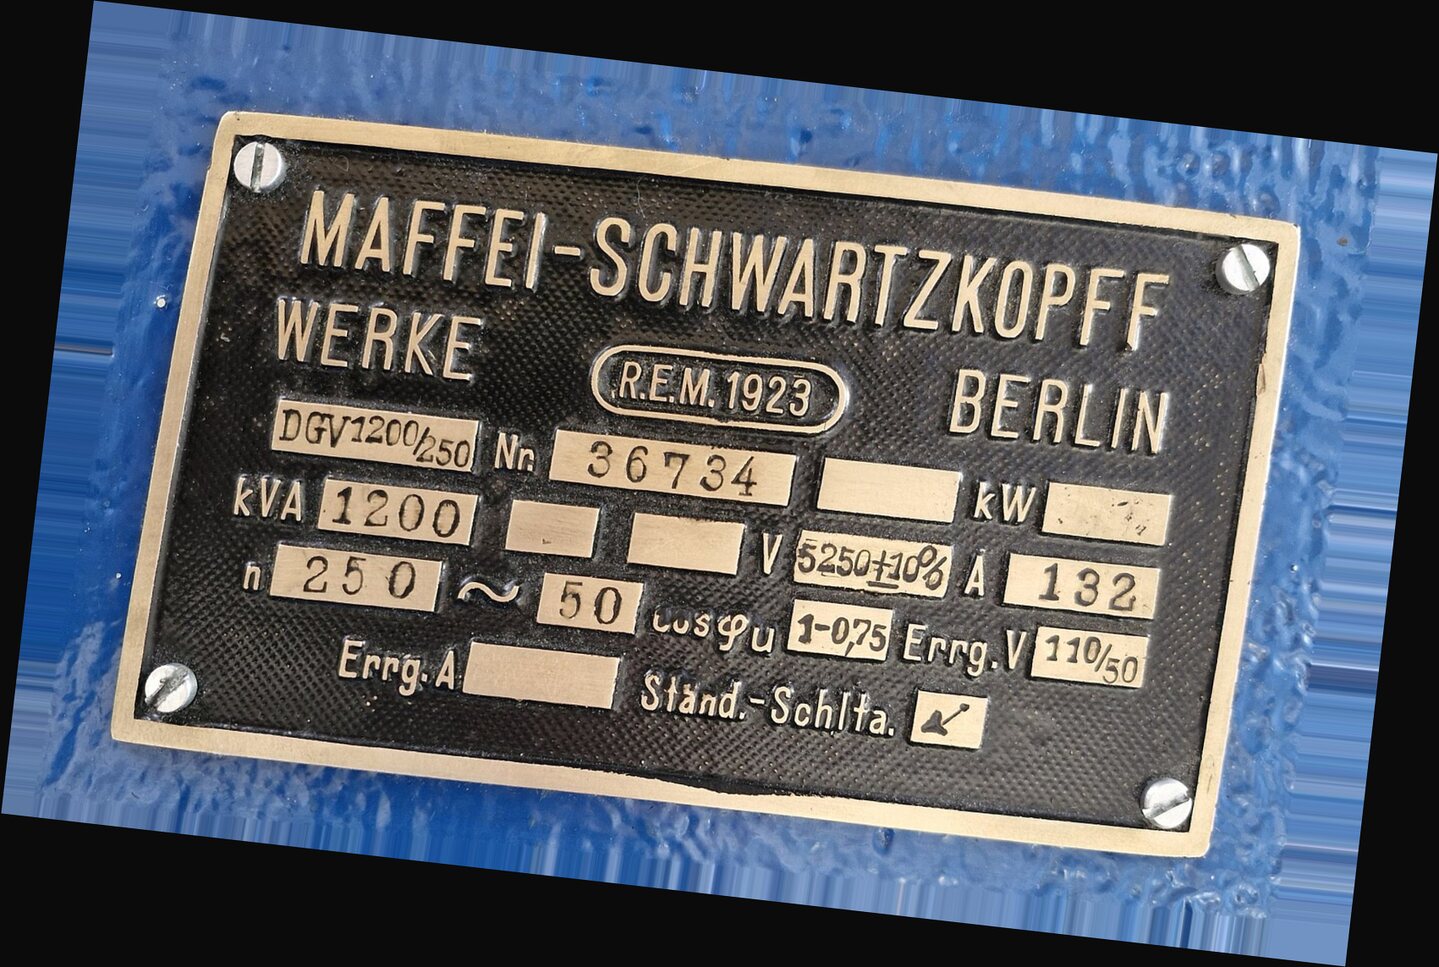 MAFFEI-SCHWARTZKOPFF
WERKE R.E.M. 1923 BERLIN
DGV1200/250 Nr. 36734 kW
kVA 1200 V 5250±10% A 132
n 250 ~ 50 cosφu 1-0,75 Errg.V 110/50
Errg.A Ständ.-Schlta.